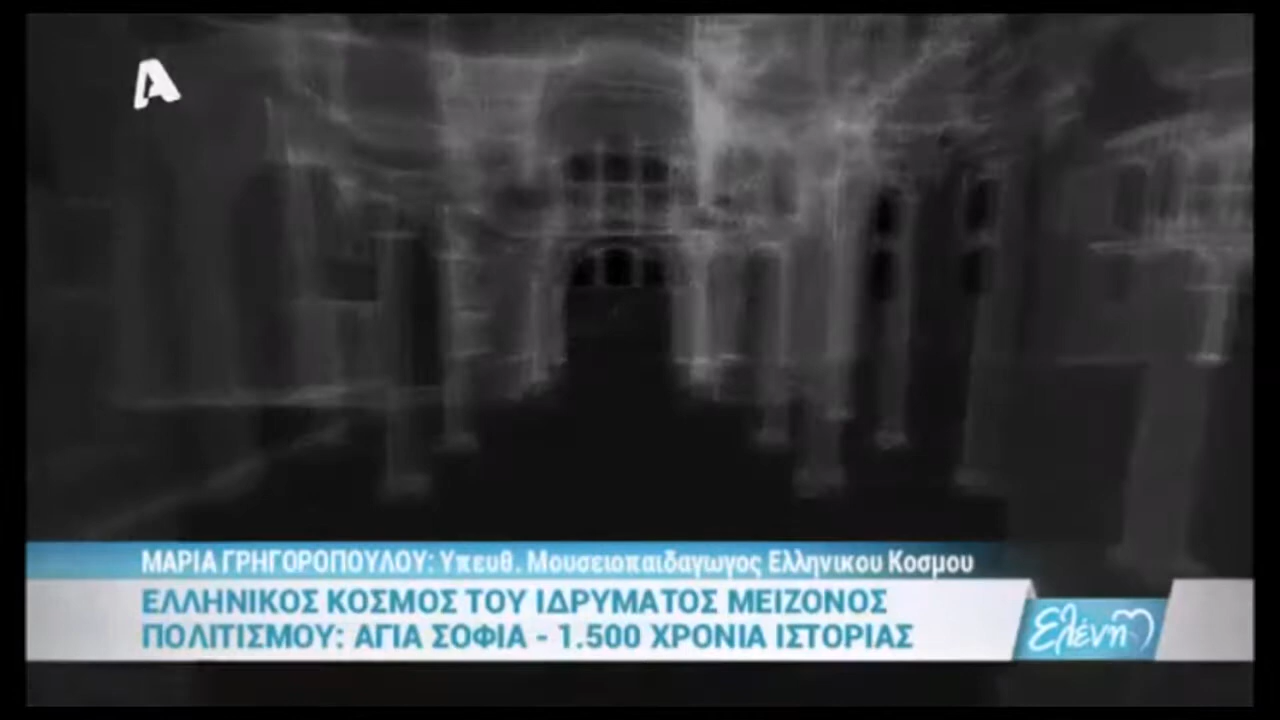 A
ΜΑΡΙΑ ΓΡΗΓΟΡΟΠΟΥΛΟΥ: Υπευθ. Μουσειοπαιδαγωγος Ελληνικου Κοσμου
ΕΛΛΗΝΙΚΟΣ ΚΟΣΜΟΣ ΤΟΥ ΙΔΡΥΜΑΤΟΣ ΜΕΙΖΟΝΟΣ
ΠΟΛΙΤΙΣΜΟΥ: ΑΓΙΑ ΣΟΦΙΑ - 1.500 ΧΡΟΝΙΑ ΙΣΤΟΡΙΑΣ
Ελένη